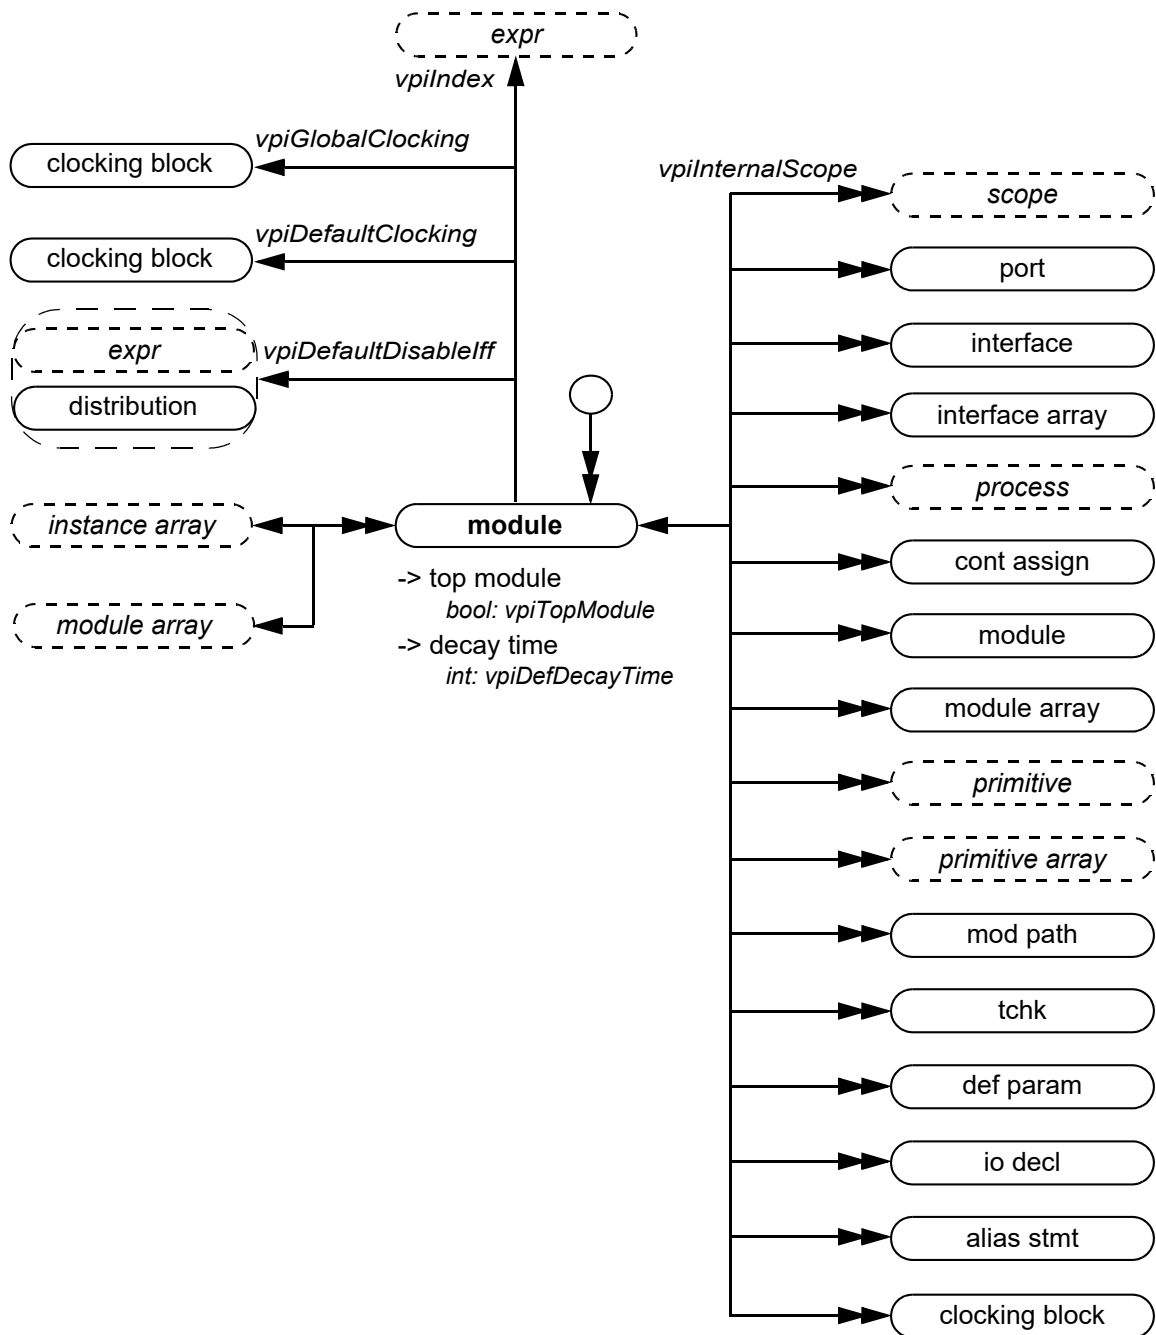 expr
vpiIndex
vpiGlobalClocking
clocking block
vpiDefaultClocking
clocking block
expr
vpiDefaultDisableIff
distribution
instance array
module array
module
-> top module
bool: vpiTopModule
-> decay time
int: vpiDefDecayTime
vpiInternalScope
scope
port
interface
interface array
process
cont assign
module
module array
primitive
primitive array
mod path
tchk
def param
io decl
alias stmt
clocking block